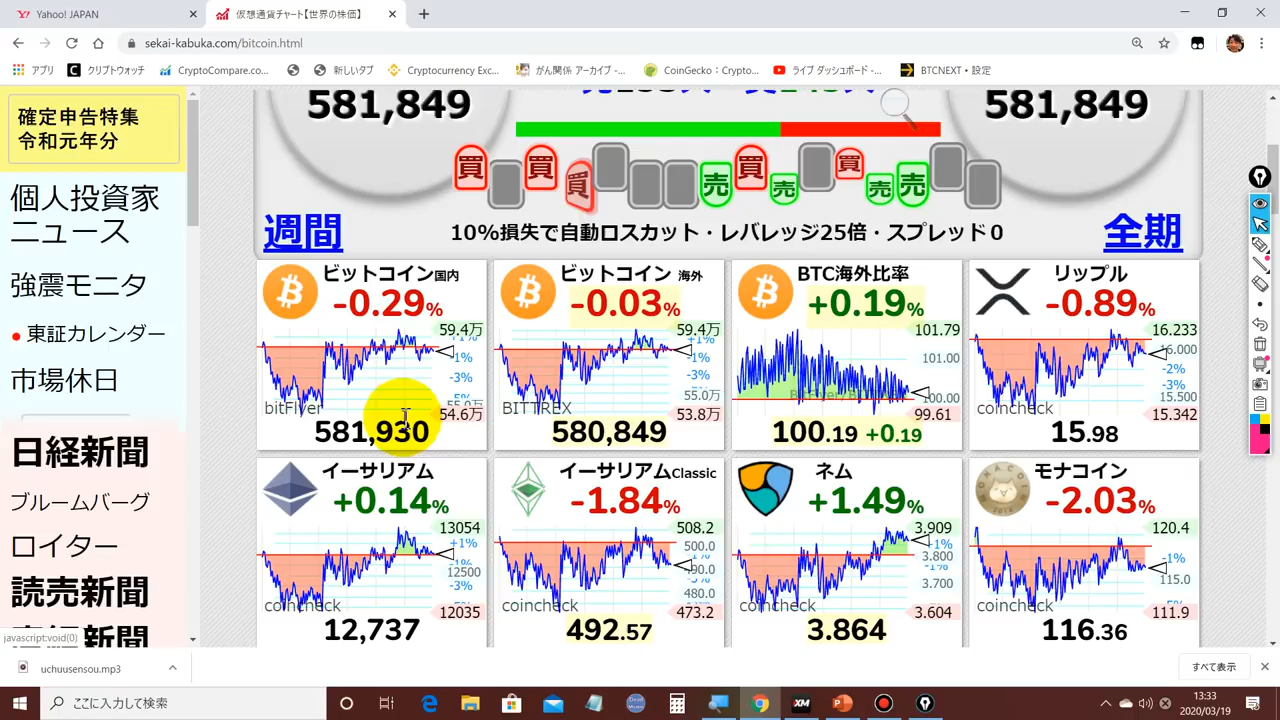 Yahoo! JAPAN
仮想通貨チャート【世界の株価】
sekai-kabuka.com/bitcoin.html
アプリ
クリプトウォッチ
CryptoCompare.co...
新しいタブ
Cryptocurrency Exc...
がん関係 アーカイブ -...
CoinGecko : Crypto...
ライブ ダッシュボード -...
BTCNEXT • 設定
確定申告特集
令和元年分
個人投資家
ニュース
強震モニタ
東証カレンダー
市場休日
日経新聞
ブルームバーグ
ロイター
読売新聞
581,849
581,849
買
買
買
売
買
売
買
売
売
週間
10%損失で自動ロスカット・レバレッジ25倍・スプレッド0
全期
ビットコイン国内
-0.29%
59.4万
-1%
-3%
54.6万
bitFlyer
581,930
ビットコイン 海外
-0.03%
59.4万
+1%
-1%
-3%
55.0万
53.8万
BITTREX
580,849
BTC海外比率
+0.19%
101.79
101.00
100.00
99.61
100.19 +0.19
リップル
-0.89%
16.233
16.000
-2%
-3%
15.500
15.342
coincheck
15.98
イーサリアム
+0.14%
13054
+1%
12500
-3%
12035
coincheck
12,737
イーサリアムClassic
-1.84%
508.2
500.0
490.0
480.0
473.2
coincheck
492.57
ネム
+1.49%
3.909
+1%
3.800
-1%
3.700
3.604
coincheck
3.864
モナコイン
-2.03%
120.4
-1%
115.0
111.9
coincheck
116.36
javascript:void(0)
uchuusensou.mp3
すべて表示
ここに入力して検索
XM
13:33
2020/03/19